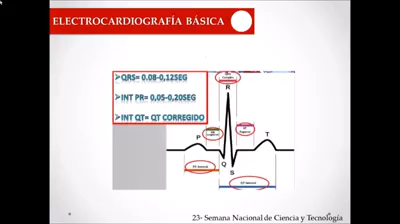 ELECTROCARDIOGRAFÍA BÁSICA
➢QRS= 0.08-0,12SEG
➢INT PR= 0,05-0,20SEG
➢INT QT= QT CORREGIDO
R
P
T
Q
S
23ª Semana Nacional de Ciencia y Tecnología